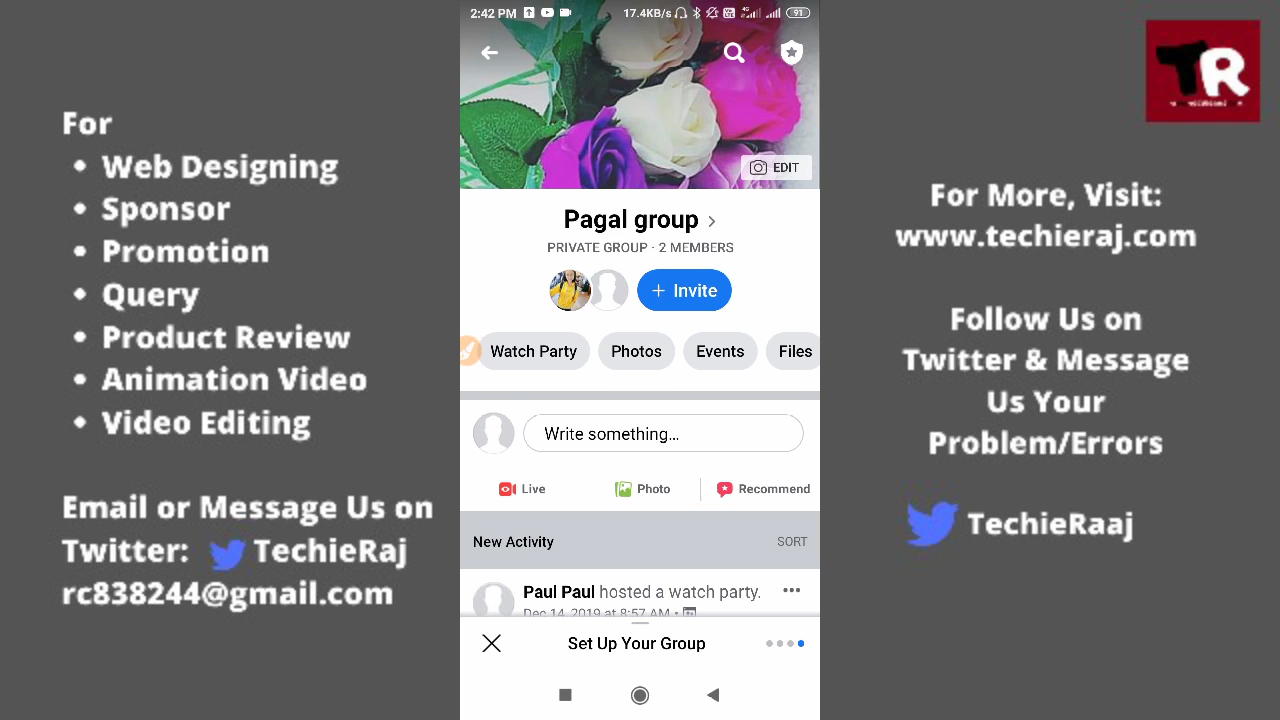 For
• Web Designing
• Sponsor
• Promotion
• Query
• Product Review
• Animation Video
• Video Editing
Email or Message Us on
Twitter: TechieRaj
rc838244@gmail.com
2:42 PM 17.4KB/s 4G 91
EDIT
Pagal group >
PRIVATE GROUP · 2 MEMBERS
+ Invite
Watch Party Photos Events Files
Write something...
Live Photo Recommend
New Activity SORT
Paul Paul hosted a watch party.
Dec 14, 2019 at 8:57 AM •
Set Up Your Group
TR
For More, Visit:
www.techieraj.com
Follow Us on
Twitter & Message
Us Your
Problem/Errors
TechieRaaj